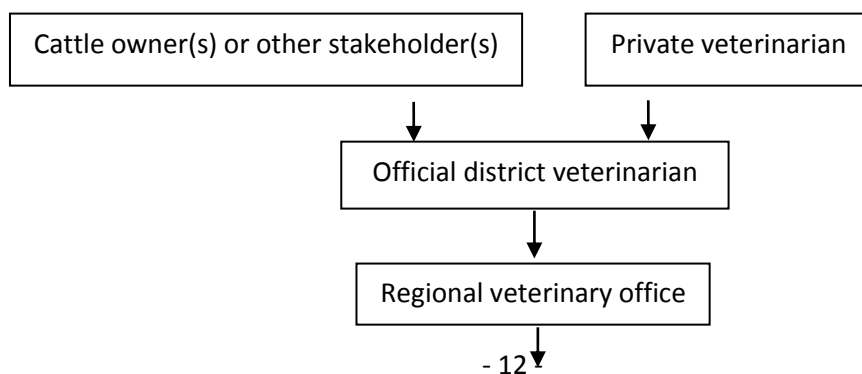 Cattle owner(s) or other stakeholder(s)
Private veterinarian
Official district veterinarian
Regional veterinary office
- 12 -